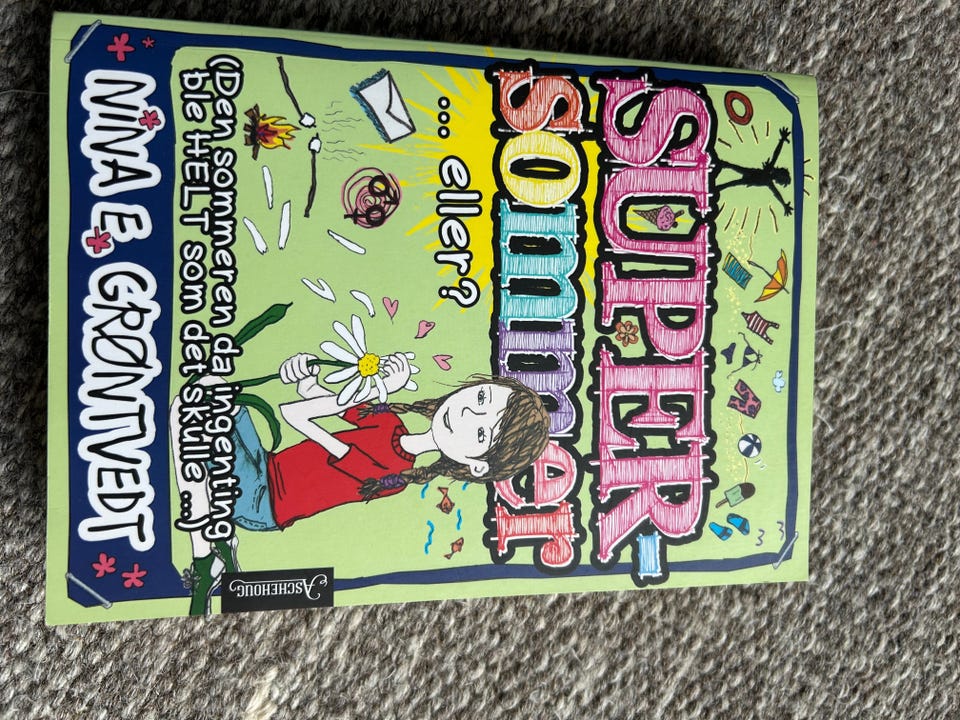 SUPER-
sommer
... eller?
(Den sommeren da ingenting
ble HELT som det skulle ...)
NINA E. GRØNTVEDT
ASCHEHOUG